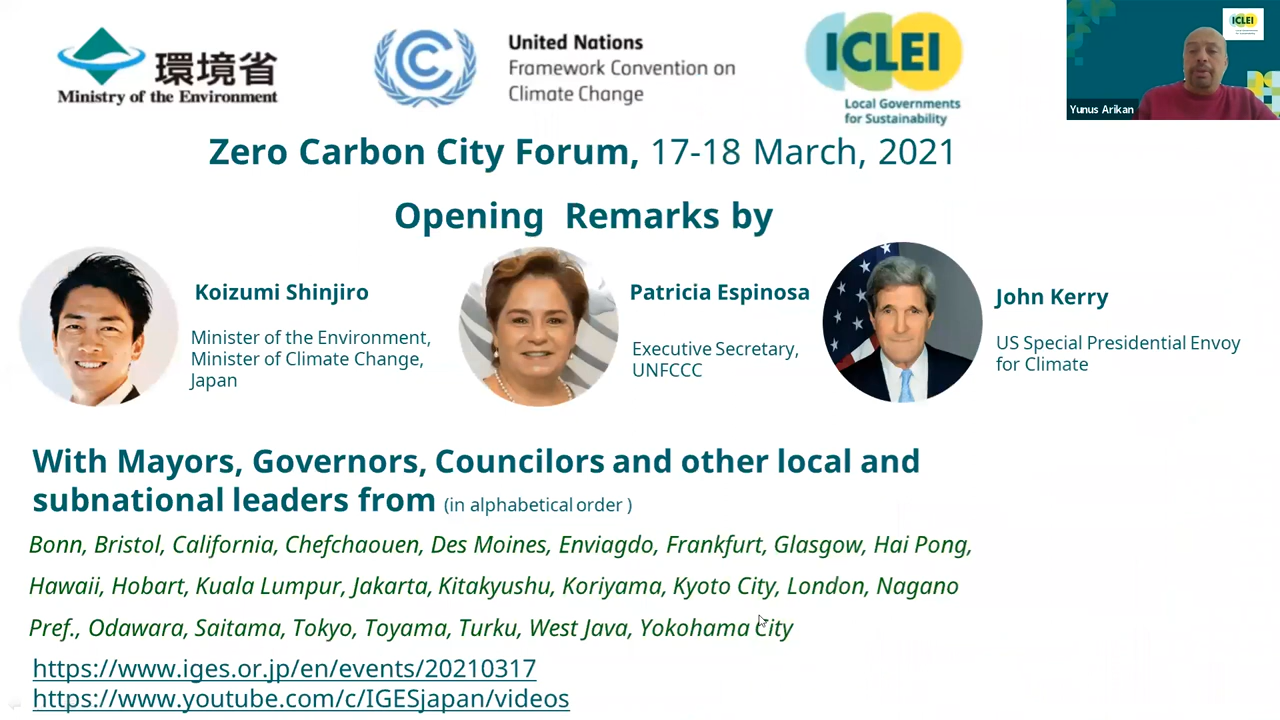 環境省
Ministry of the Environment
United Nations
Framework Convention on
Climate Change
ICLEI
Local Governments
for Sustainability
ICLEI
Yunus Arikan
Zero Carbon City Forum, 17-18 March, 2021
Opening Remarks by
Koizumi Shinjiro
Minister of the Environment,
Minister of Climate Change,
Japan
Patricia Espinosa
Executive Secretary,
UNFCCC
John Kerry
US Special Presidential Envoy
for Climate
With Mayors, Governors, Councilors and other local and
subnational leaders from (in alphabetical order )
Bonn, Bristol, California, Chefchaouen, Des Moines, Enviagdo, Frankfurt, Glasgow, Hai Pong,
Hawaii, Hobart, Kuala Lumpur, Jakarta, Kitakyushu, Koriyama, Kyoto City, London, Nagano
Pref., Odawara, Saitama, Tokyo, Toyama, Turku, West Java, Yokohama City
https://www.iges.or.jp/en/events/20210317
https://www.youtube.com/c/IGESjapan/videos